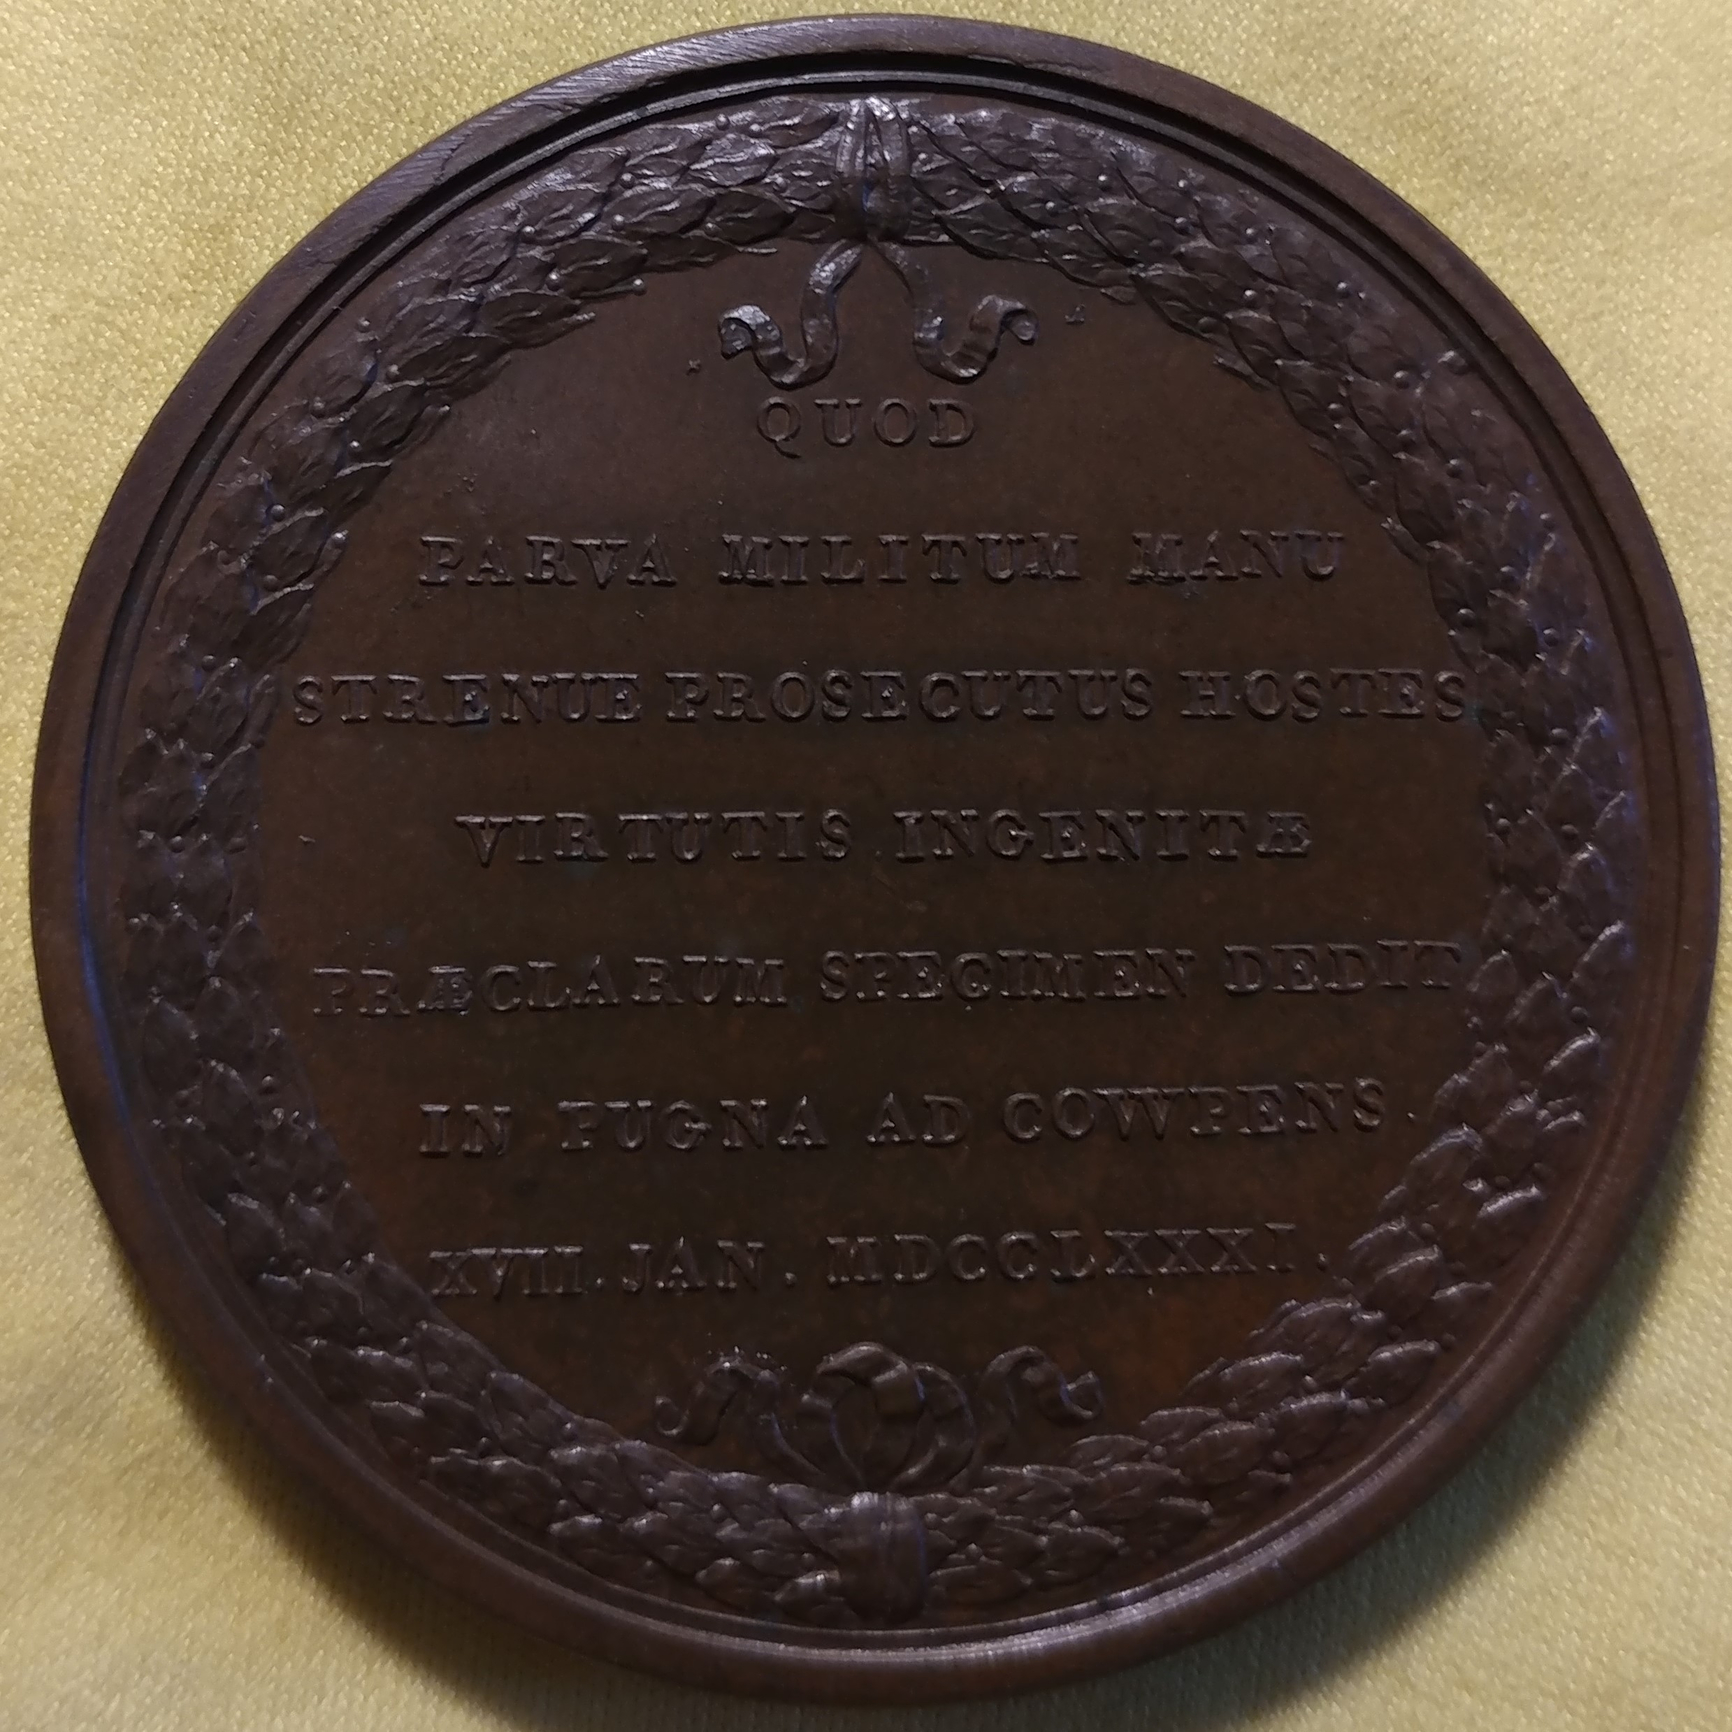 QUOD
PARVA MILITUM MANU
STRENUE PROSECUTUS HOSTES
VIRTUTIS INGENITÆ
PRÆCLARUM SPECIMEN DEDIT
IN PUGNA AD COWPENS.
XVII. JAN. MDCCLXXXI.